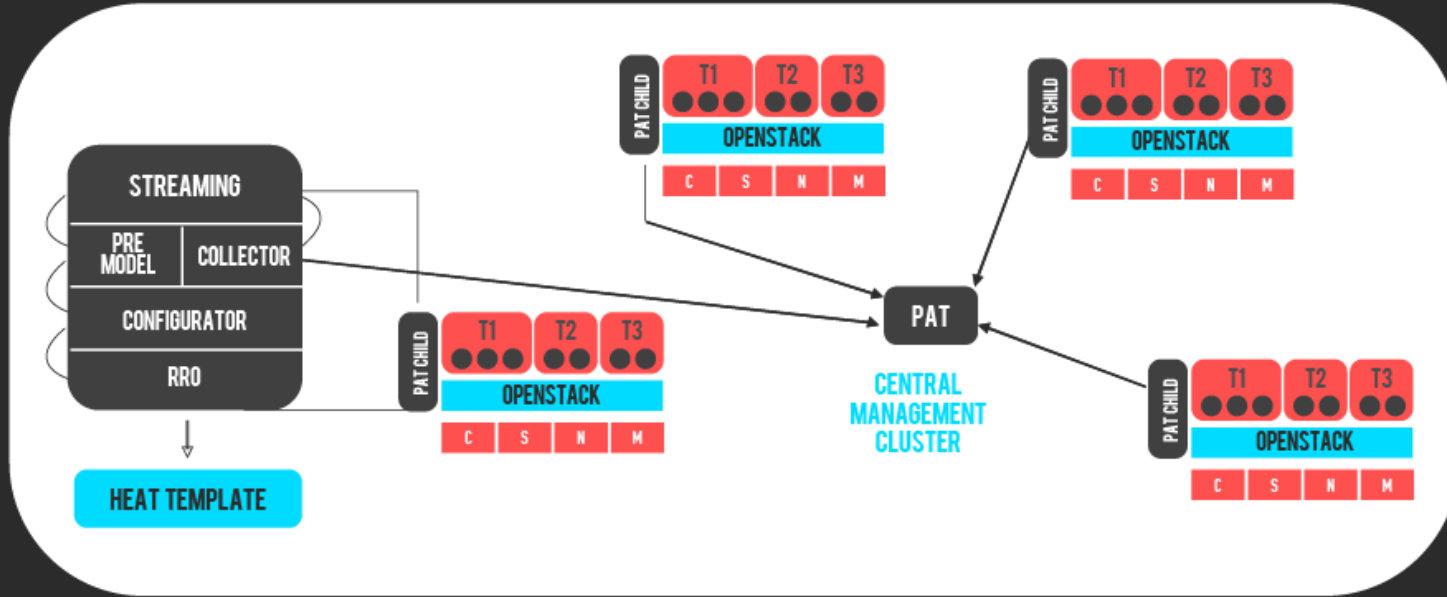 STREAMING
PRE
MODEL
COLLECTOR
CONFIGURATOR
RRO
HEAT TEMPLATE
PAT CHILD
T1 T2 T3
OPENSTACK
C S N M
PAT CHILD
T1 T2 T3
OPENSTACK
C S N M
PAT CHILD
T1 T2 T3
OPENSTACK
C S N M
PAT
CENTRAL
MANAGEMENT
CLUSTER
PAT CHILD
T1 T2 T3
OPENSTACK
C S N M